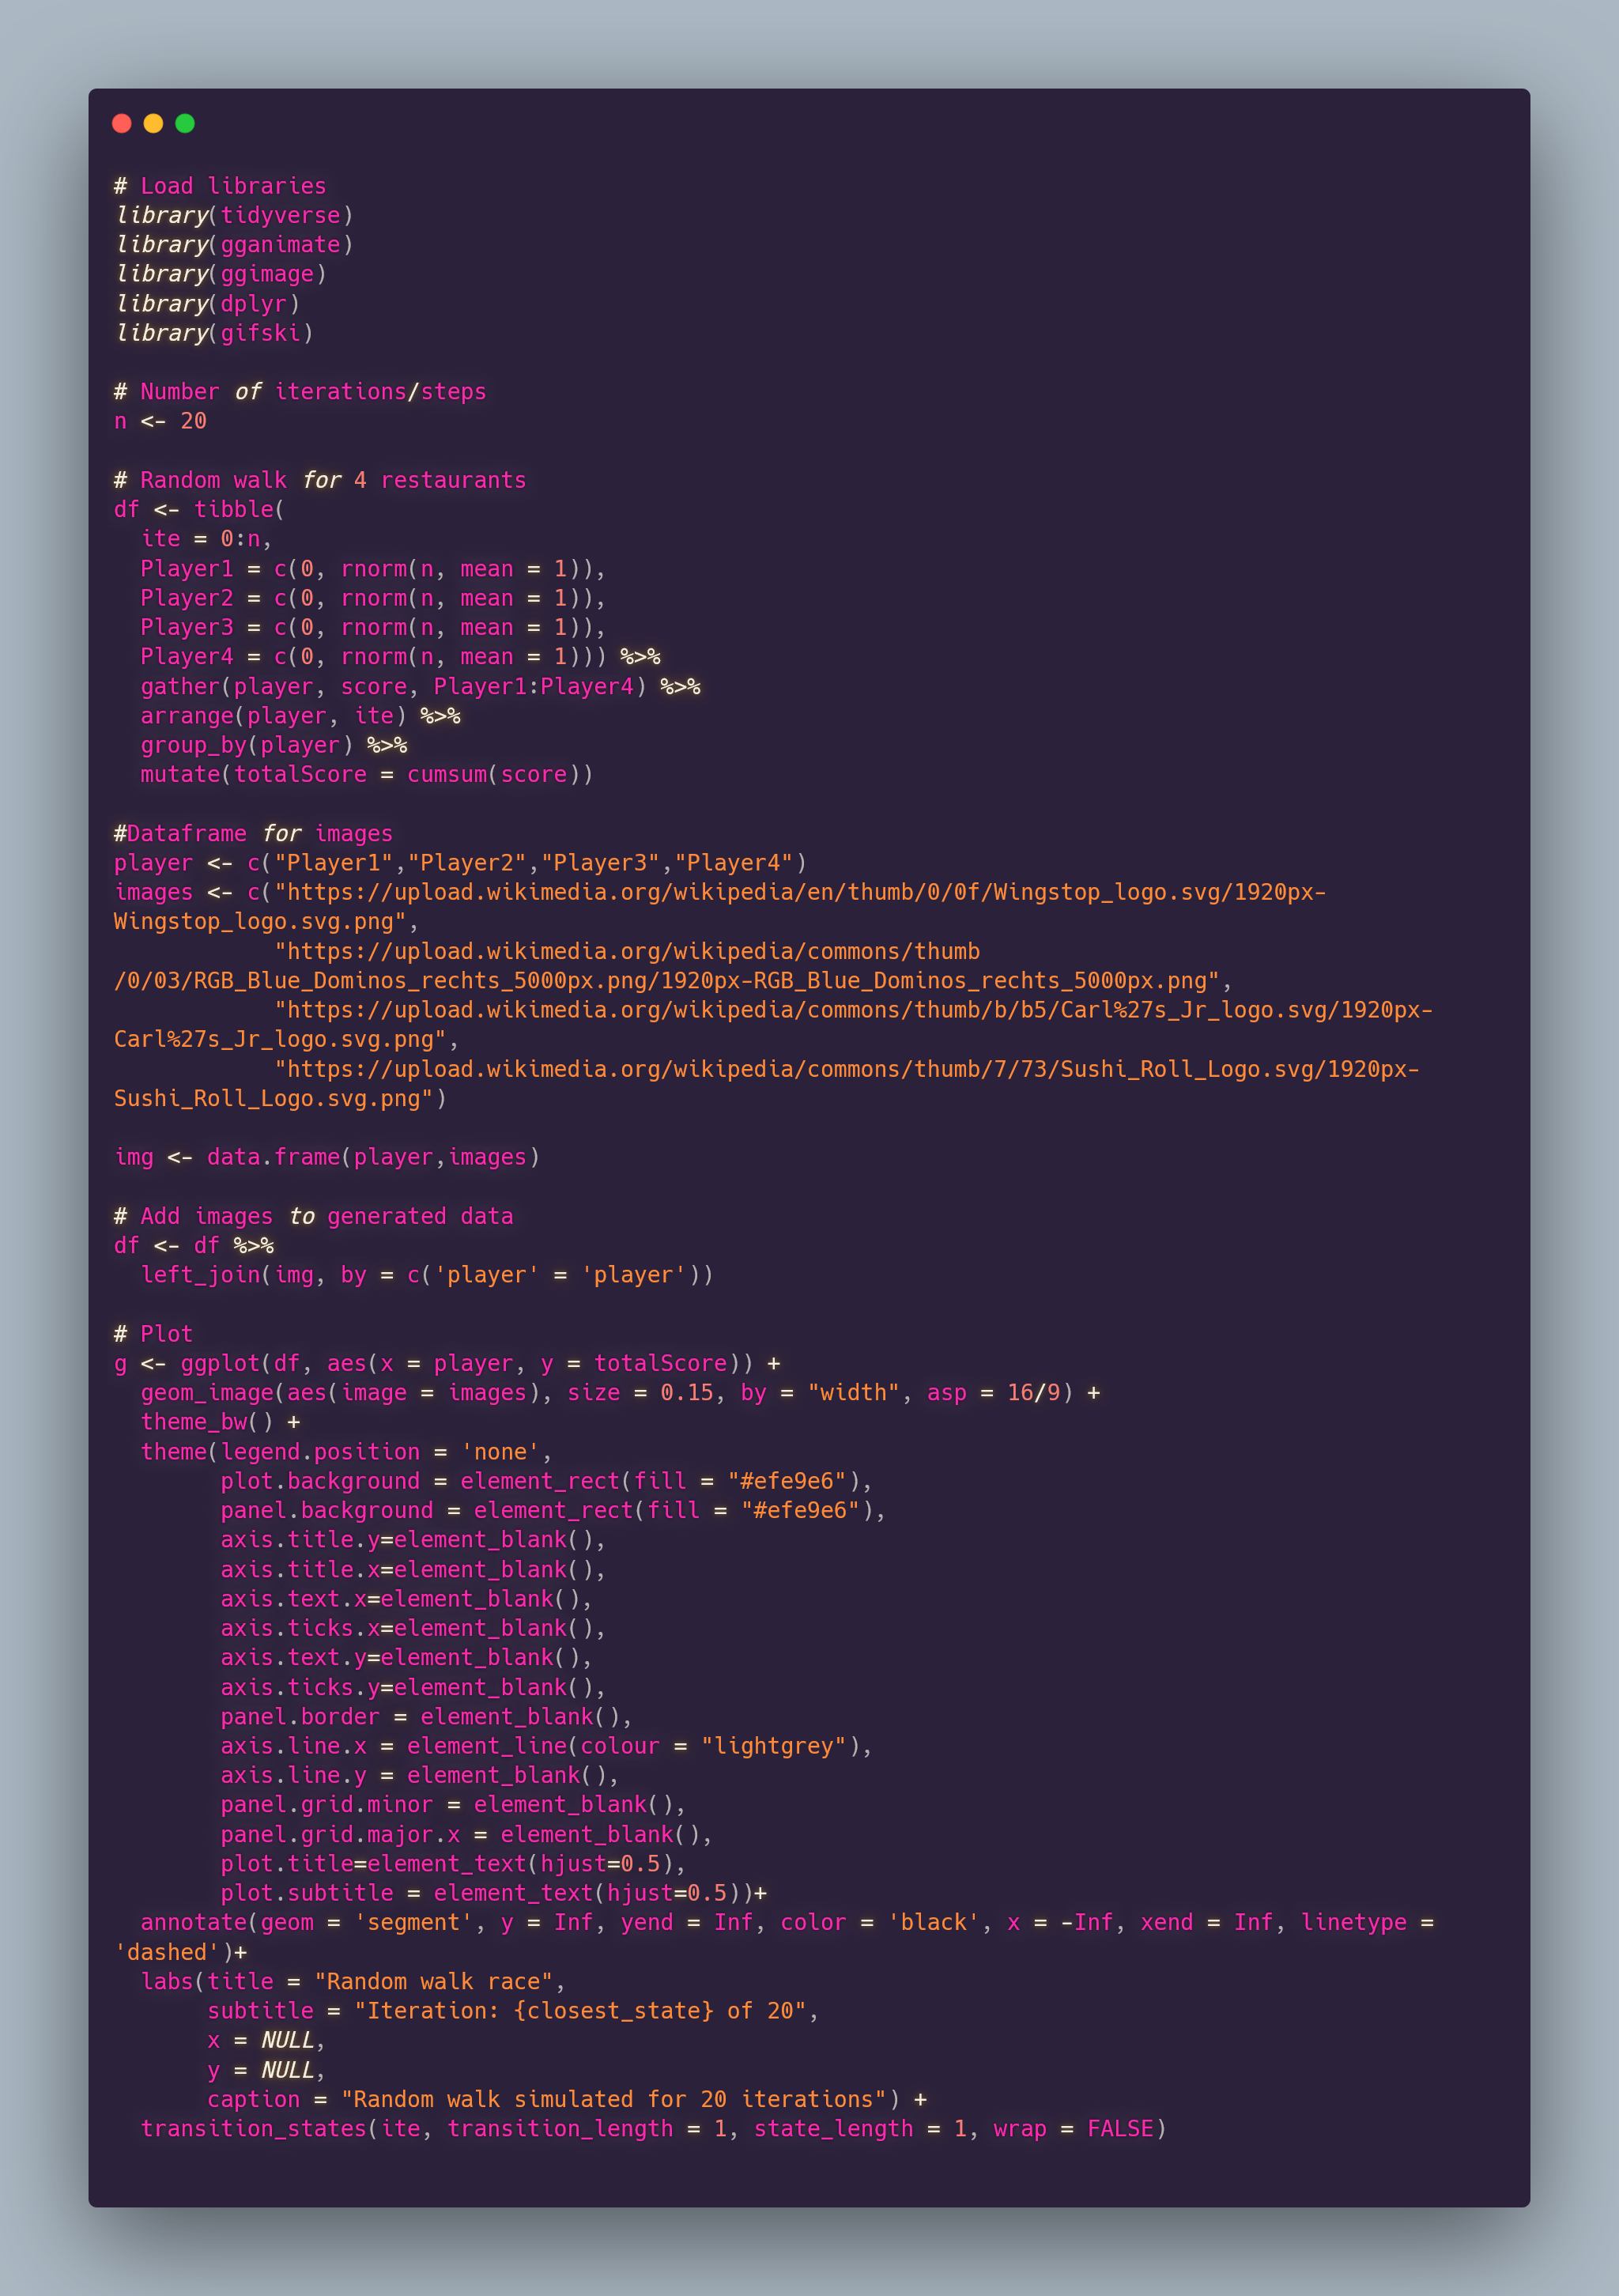 # Load libraries
library(tidyverse)
library(gganimate)
library(ggimage)
library(dplyr)
library(gifski)

# Number of iterations/steps
n <- 20

# Random walk for 4 restaurants
df <- tibble(
  ite = 0:n,
  Player1 = c(0, rnorm(n, mean = 1)),
  Player2 = c(0, rnorm(n, mean = 1)),
  Player3 = c(0, rnorm(n, mean = 1)),
  Player4 = c(0, rnorm(n, mean = 1))) %>%
  gather(player, score, Player1:Player4) %>%
  arrange(player, ite) %>%
  group_by(player) %>%
  mutate(totalScore = cumsum(score))

#Dataframe for images
player <- c("Player1","Player2","Player3","Player4")
images <- c("https://upload.wikimedia.org/wikipedia/en/thumb/0/0f/Wingstop_logo.svg/1920px-
Wingstop_logo.svg.png",
            "https://upload.wikimedia.org/wikipedia/commons/thumb
/0/03/RGB_Blue_Dominos_rechts_5000px.png/1920px-RGB_Blue_Dominos_rechts_5000px.png",
            "https://upload.wikimedia.org/wikipedia/commons/thumb/b/b5/Carl%27s_Jr_logo.svg/1920px-
Carl%27s_Jr_logo.svg.png",
            "https://upload.wikimedia.org/wikipedia/commons/thumb/7/73/Sushi_Roll_Logo.svg/1920px-
Sushi_Roll_Logo.svg.png")

img <- data.frame(player,images)

# Add images to generated data
df <- df %>%
  left_join(img, by = c('player' = 'player'))

# Plot
g <- ggplot(df, aes(x = player, y = totalScore)) +
  geom_image(aes(image = images), size = 0.15, by = "width", asp = 16/9) +
  theme_bw() +
  theme(legend.position = 'none',
        plot.background = element_rect(fill = "#efe9e6"),
        panel.background = element_rect(fill = "#efe9e6"),
        axis.title.y=element_blank(),
        axis.title.x=element_blank(),
        axis.text.x=element_blank(),
        axis.ticks.x=element_blank(),
        axis.text.y=element_blank(),
        axis.ticks.y=element_blank(),
        panel.border = element_blank(),
        axis.line.x = element_line(colour = "lightgrey"),
        axis.line.y = element_blank(),
        panel.grid.minor = element_blank(),
        panel.grid.major.x = element_blank(),
        plot.title=element_text(hjust=0.5),
        plot.subtitle = element_text(hjust=0.5))+
  annotate(geom = 'segment', y = Inf, yend = Inf, color = 'black', x = -Inf, xend = Inf, linetype =
'dashed')+
  labs(title = "Random walk race",
       subtitle = "Iteration: {closest_state} of 20",
       x = NULL,
       y = NULL,
       caption = "Random walk simulated for 20 iterations") +
  transition_states(ite, transition_length = 1, state_length = 1, wrap = FALSE)